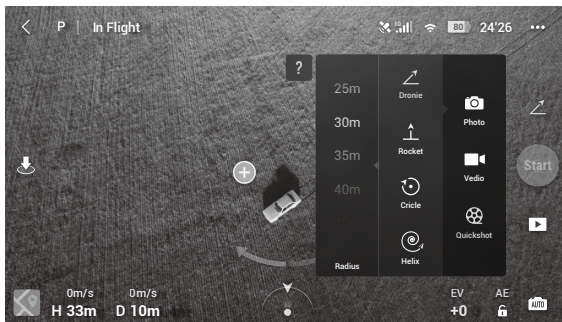 P | In Flight
80
24'26
?
25m
30m
35m
40m
Radius
Dronie
Rocket
Cricle
Helix
Photo
Vedio
Quickshot
Start
0m/s
0m/s
H 33m
D 10m
EV
+0
AE
AUTO